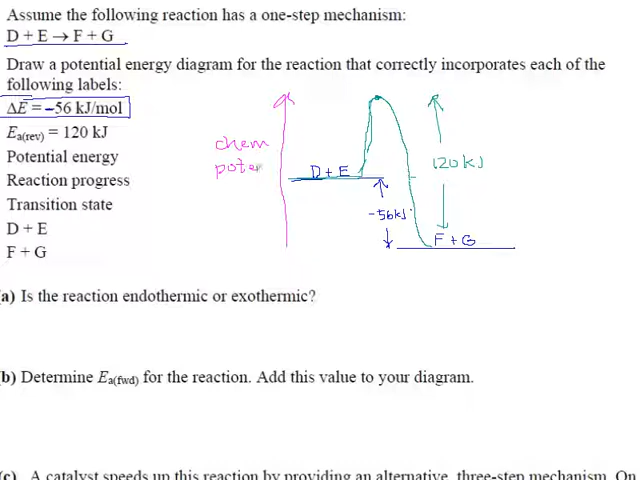 Assume the following reaction has a one-step mechanism:
D + E → F + G
Draw a potential energy diagram for the reaction that correctly incorporates each of the
following labels:
ΔE = −56 kJ/mol
Ea(rev) = 120 kJ
Potential energy
Reaction progress
Transition state
D + E
F + G
chem
poter
D + E
120 kJ
-56kJ
F + G
(a) Is the reaction endothermic or exothermic?
(b) Determine Ea(fwd) for the reaction. Add this value to your diagram.
(c) A catalyst speeds up this reaction by providing an alternative, three-step mechanism. On